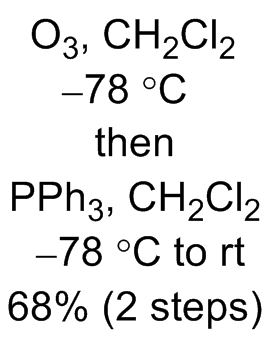 O₃, CH₂Cl₂
–78 °C
then
PPh₃, CH₂Cl₂
–78 °C to rt
68% (2 steps)